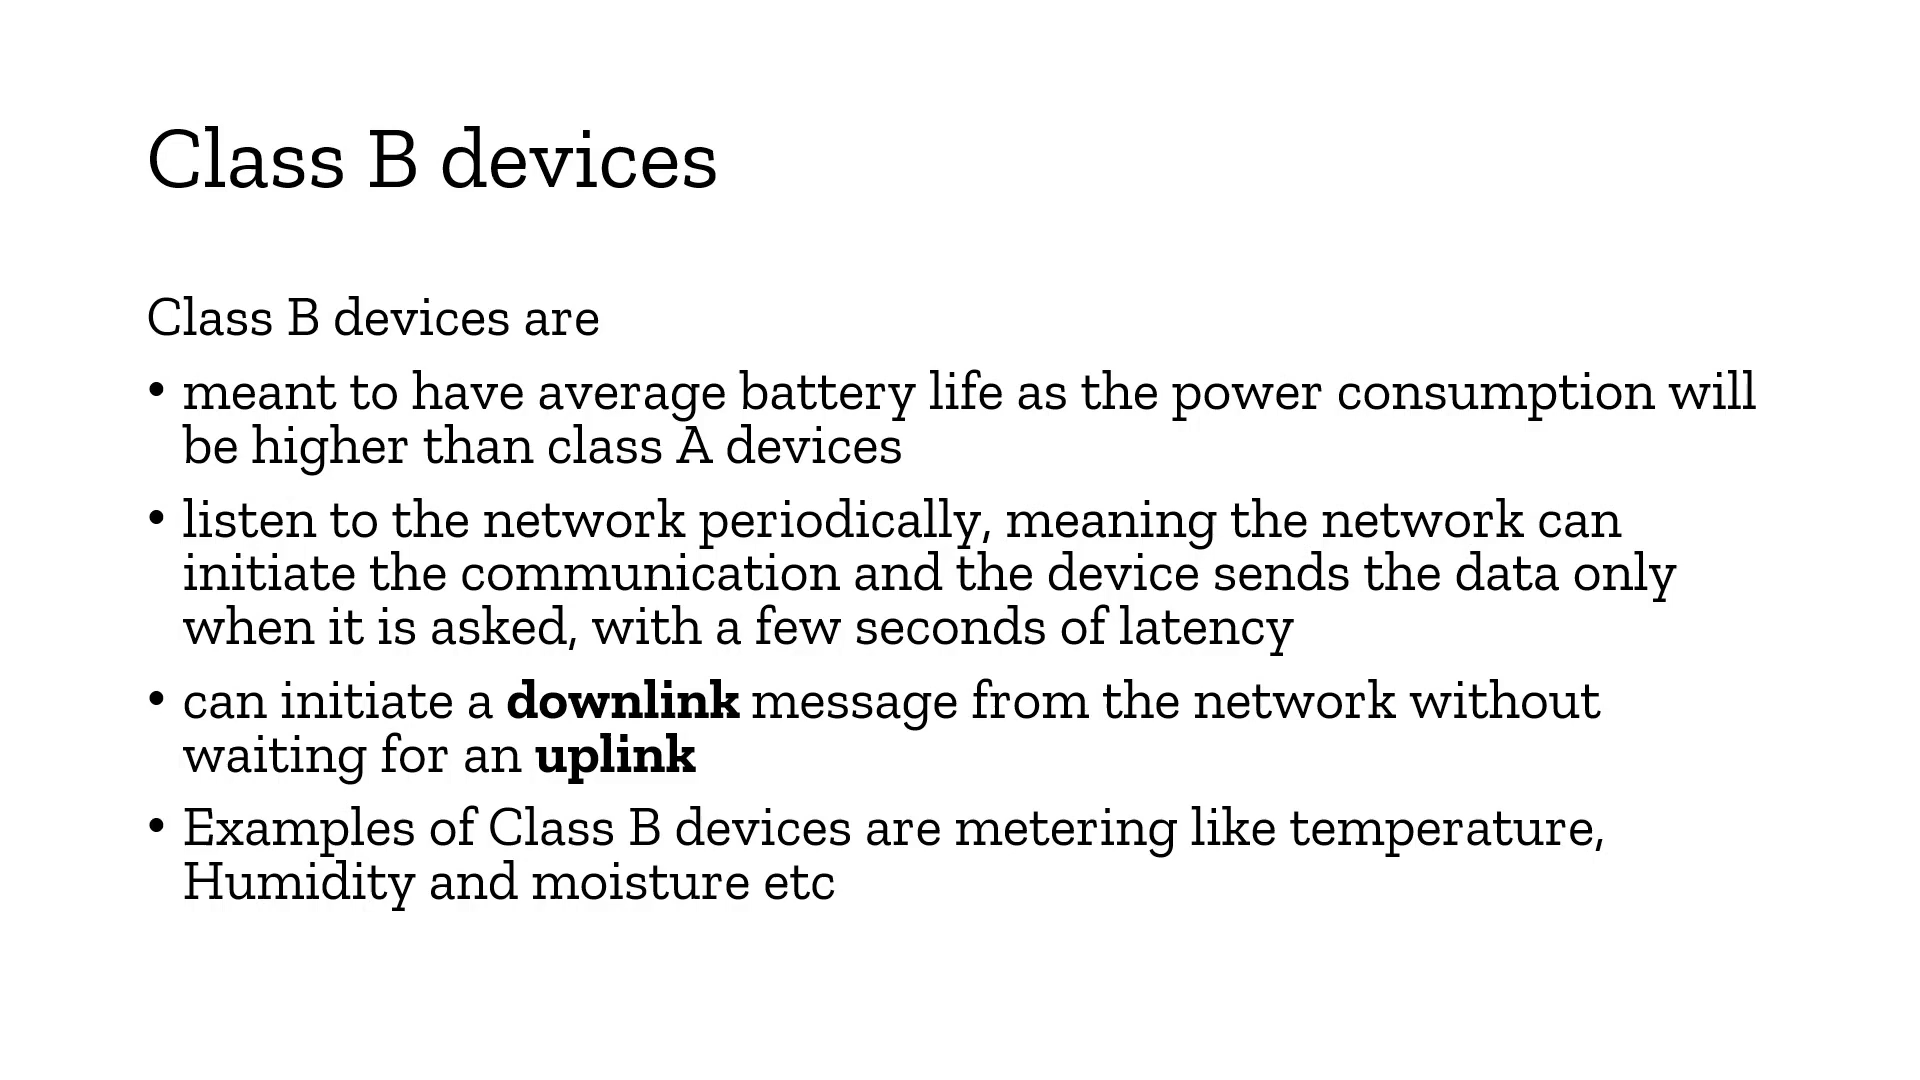 Class B devices
Class B devices are
• meant to have average battery life as the power consumption will
be higher than class A devices
• listen to the network periodically, meaning the network can
initiate the communication and the device sends the data only
when it is asked, with a few seconds of latency
• can initiate a downlink message from the network without
waiting for an uplink
• Examples of Class B devices are metering like temperature,
Humidity and moisture etc